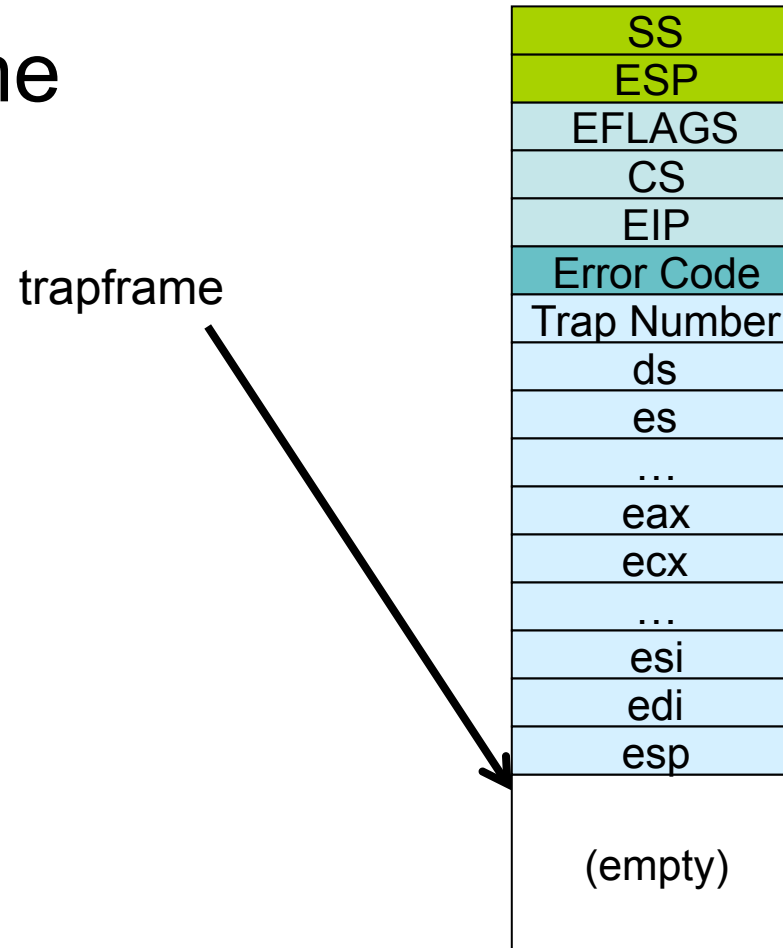 ne
trapframe
SS
ESP
EFLAGS
CS
EIP
Error Code
Trap Number
ds
es
…
eax
ecx
…
esi
edi
esp
(empty)